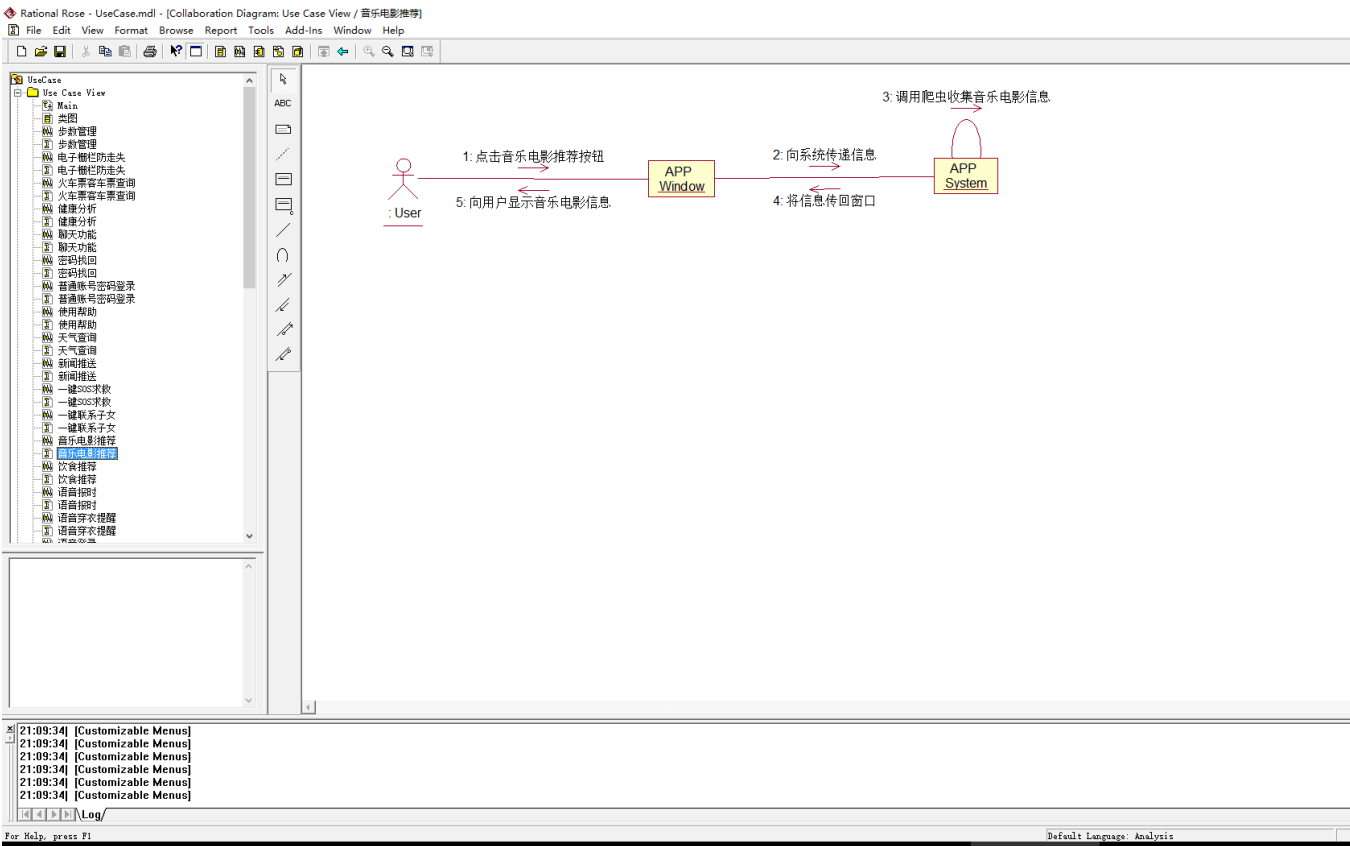 Rational Rose - UseCase.mdl - [Collaboration Diagram: Use Case View / 音乐电影推荐]
File Edit View Format Browse Report Tools Add-Ins Window Help
UseCase
Use Case View
Main
类图
步数管理
步数管理
电子栅栏防走失
电子栅栏防走失
火车票客车票查询
火车票客车票查询
健康分析
健康分析
聊天功能
聊天功能
密码找回
密码找回
普通账号密码登录
普通账号密码登录
使用帮助
使用帮助
天气查询
天气查询
新闻推送
新闻推送
一键SOS求救
一键SOS求救
一键联系子女
一键联系子女
音乐电影推荐
音乐电影推荐
饮食推荐
饮食推荐
语音报时
语音报时
语音穿衣提醒
语音穿衣提醒
ABC
3: 调用爬虫收集音乐电影信息
1: 点击音乐电影推荐按钮
2: 向系统传递信息
APP
Window
APP
System
5: 向用户显示音乐电影信息
4: 将信息传回窗口
: User
21:09:34| [Customizable Menus]
21:09:34| [Customizable Menus]
21:09:34| [Customizable Menus]
21:09:34| [Customizable Menus]
21:09:34| [Customizable Menus]
21:09:34| [Customizable Menus]
Log
For Help, press F1
Default Language: Analysis